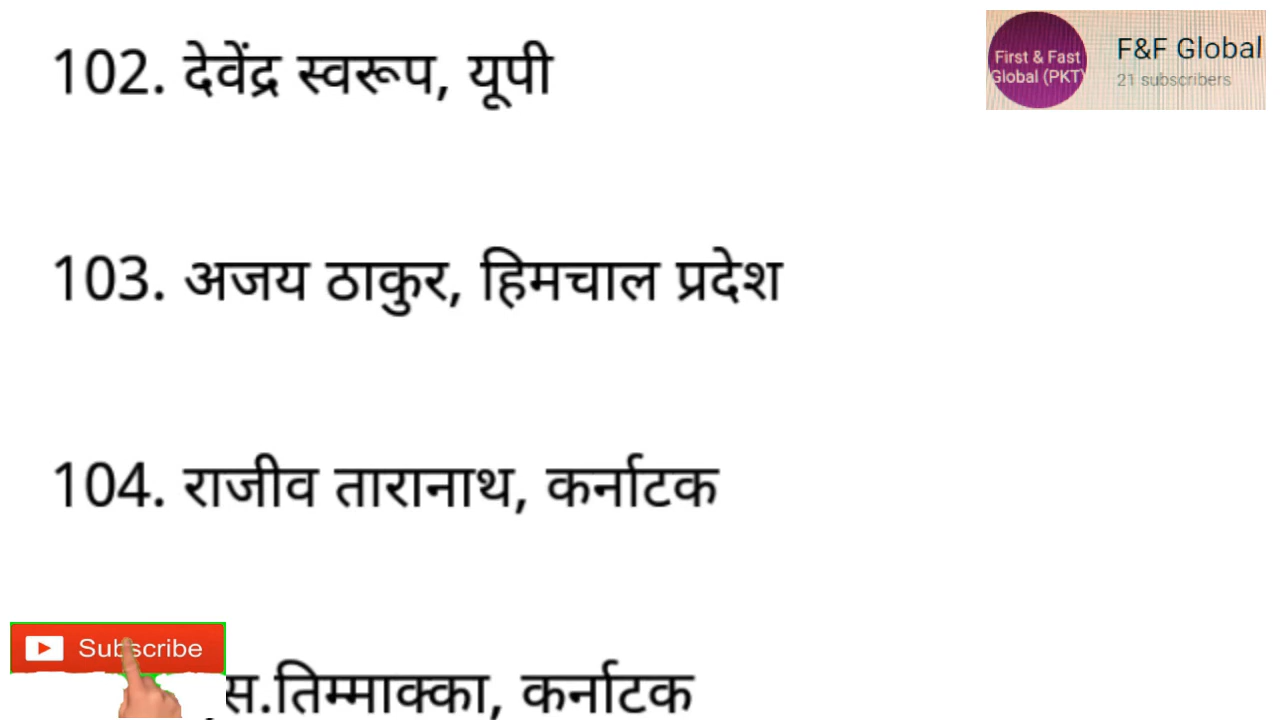 102. देवेंद्र स्वरूप, यूपी
First & Fast
Global (PKT)
F&F Global
21 subscribers
103. अजय ठाकुर, हिमचाल प्रदेश
104. राजीव तारानाथ, कर्नाटक
Subscribe
तिम्माक्का, कर्नाटक